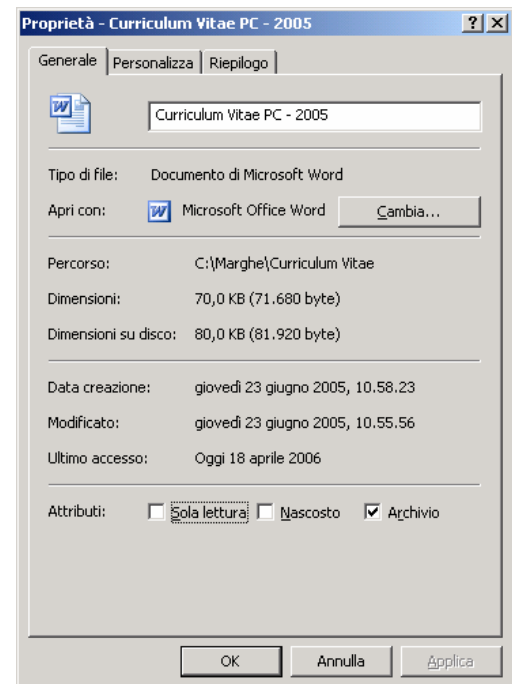 Proprietà - Curriculum Vitae PC - 2005
Generale Personalizza Riepilogo
Curriculum Vitae PC - 2005
Tipo di file: Documento di Microsoft Word
Apri con: Microsoft Office Word Cambia...
Percorso: C:\Marghe\Curriculum Vitae
Dimensioni: 70,0 KB (71.680 byte)
Dimensioni su disco: 80,0 KB (81.920 byte)
Data creazione: giovedì 23 giugno 2005, 10.58.23
Modificato: giovedì 23 giugno 2005, 10.55.56
Ultimo accesso: Oggi 18 aprile 2006
Attributi: Sola lettura Nascosto Archivio
OK Annulla Applica